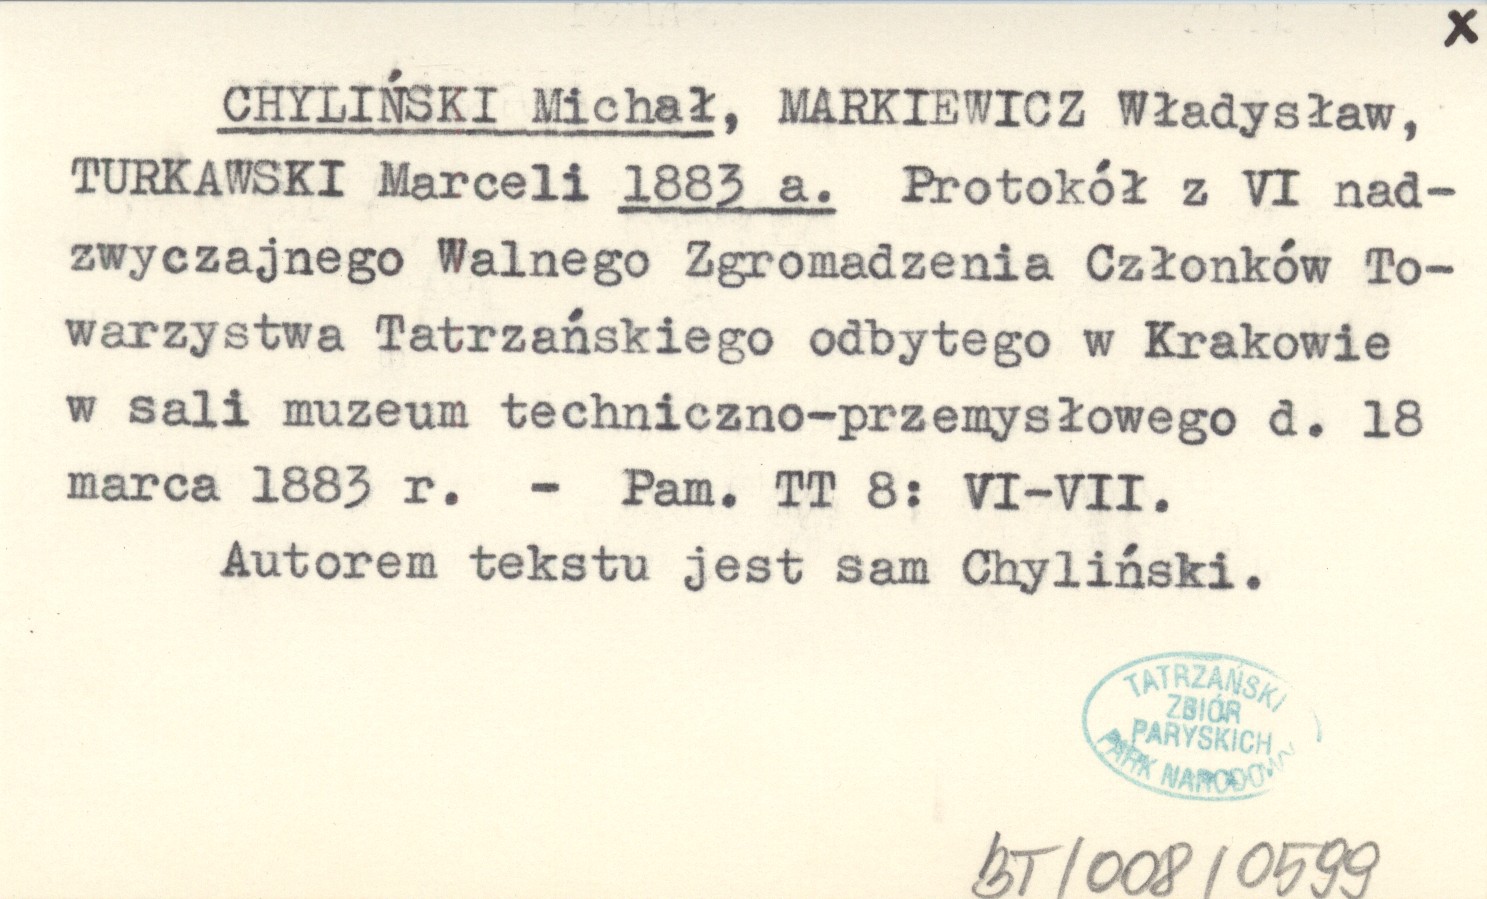 x
CHYLIŃSKI Michał, MARKIEWICZ Władysław,
TURKAWSKI Marceli 1883 a. Protokół z VI nad-
zwyczajnego Walnego Zgromadzenia Członków To-
warzystwa Tatrzańskiego odbytego w Krakowie
w sali muzeum techniczno-przemysłowego d. 18
marca 1883 r. - Pam. TT 8: VI-VII.
Autorem tekstu jest sam Chyliński.
TATRZAŃSKI
ZBIÓR
PARYSKICH
PARK NARODOWY
BT/008/0599